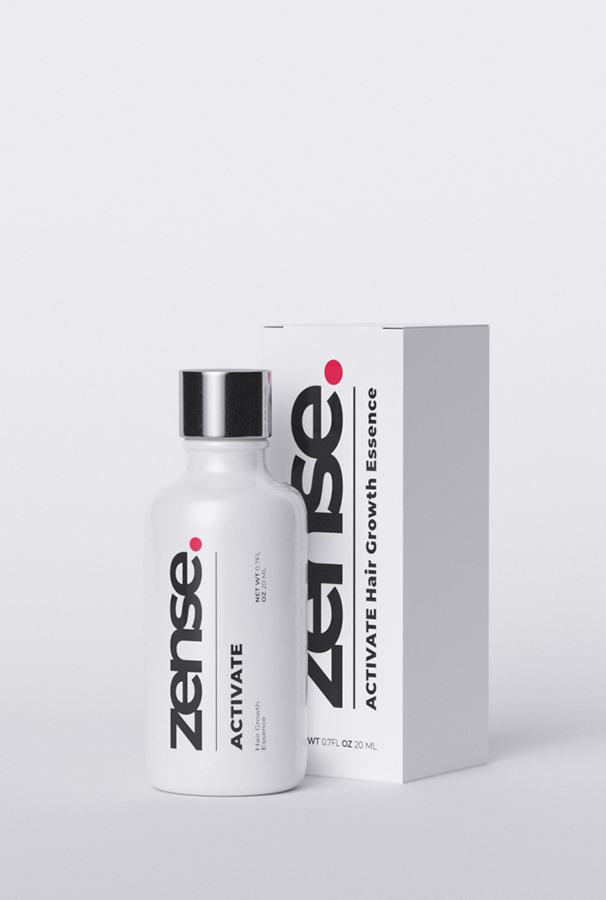 zense.
ACTIVATE
Hair Growth
Essence
NET WT 0.7FL
OZ 20 ML
zense.
ACTIVATE Hair Growth Essence
WT 0.7FL OZ 20 ML